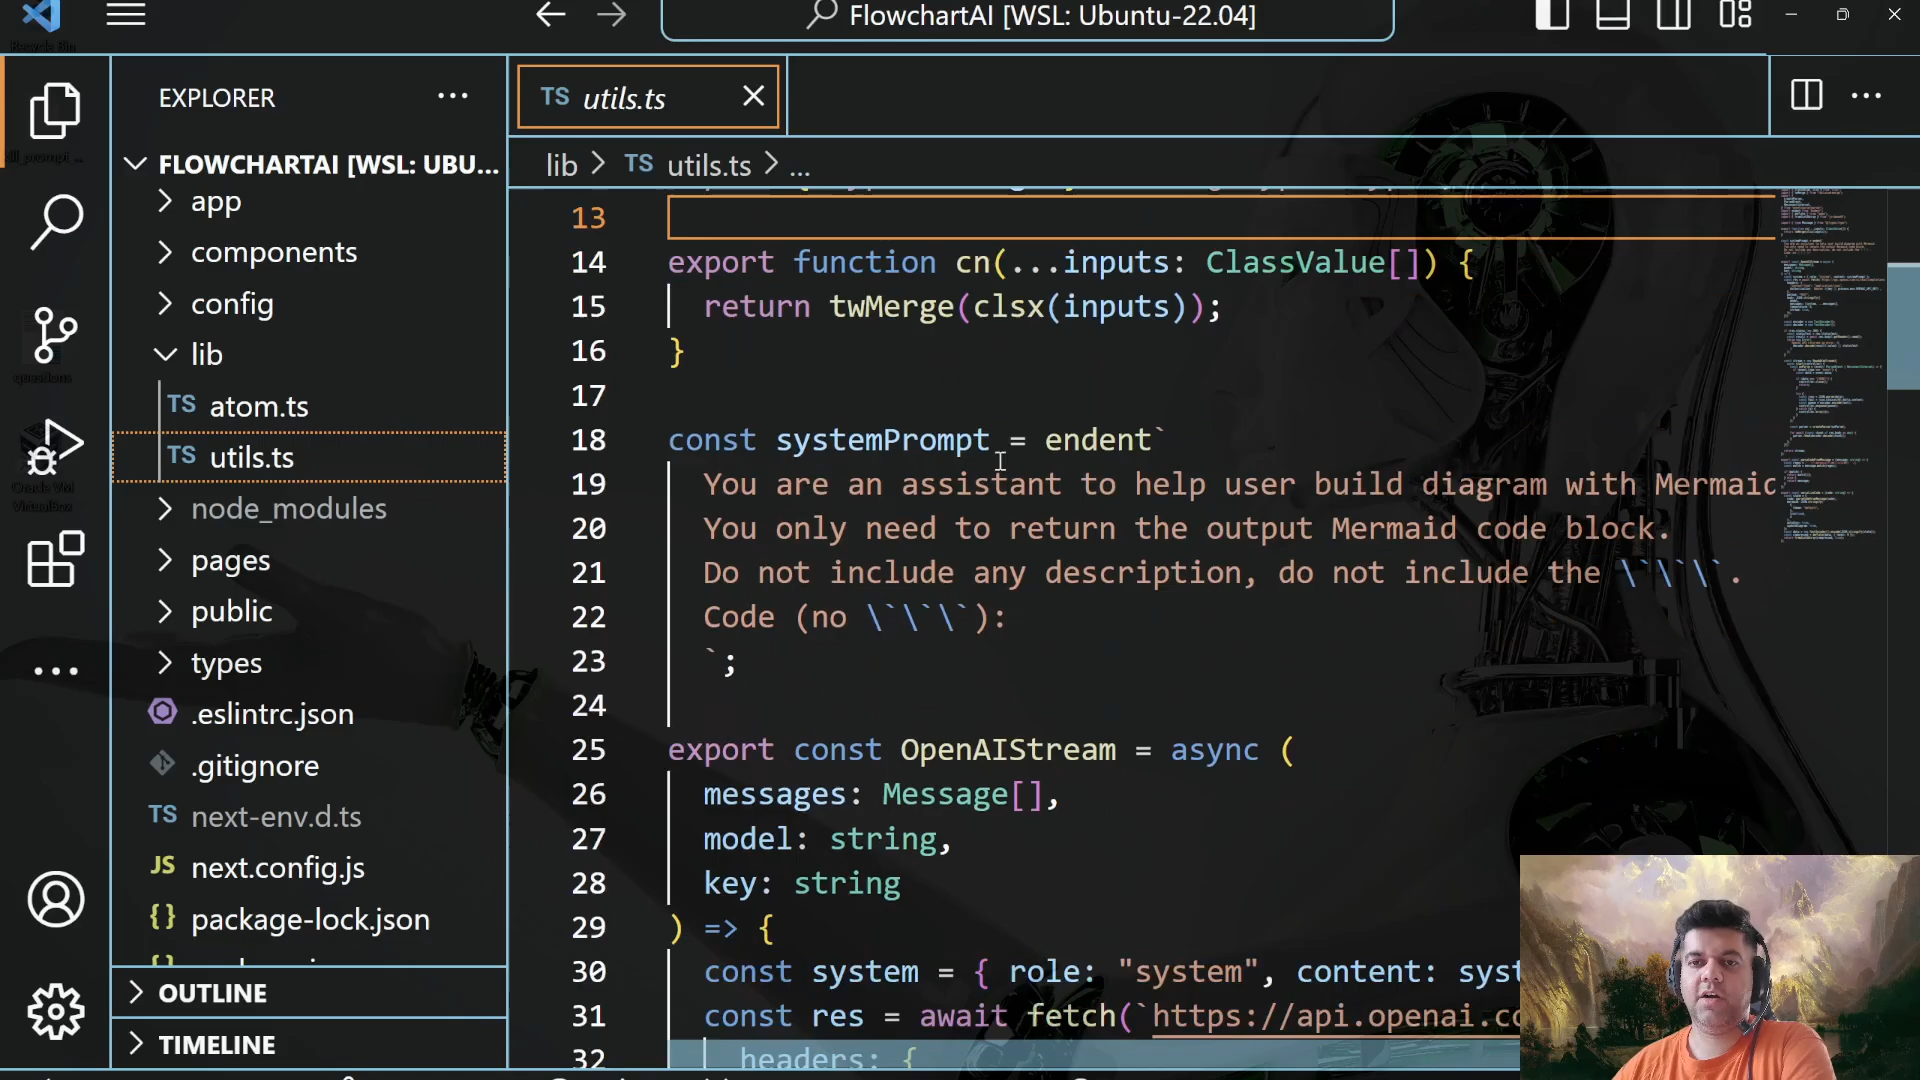 FlowchartAI [WSL: Ubuntu-22.04]
Recycle Bin
EXPLORER
TS utils.ts
FLOWCHARTAI [WSL: UBU...
lib > TS utils.ts > ...
app
components
config
lib
TS atom.ts
TS utils.ts
node_modules
pages
public
types
.eslintrc.json
.gitignore
TS next-env.d.ts
JS next.config.js
{} package-lock.json
OUTLINE
TIMELINE
questions
Oracle VM
VirtualBox
13
14 export function cn(...inputs: ClassValue[]) {
15 return twMerge(clsx(inputs));
16 }
17
18 const systemPrompt = endent`
19 You are an assistant to help user build diagram with Mermaid
20 You only need to return the output Mermaid code block.
21 Do not include any description, do not include the \`\`\`.
22 Code (no \`\`\`):
23 `;
24
25 export const OpenAIStream = async (
26 messages: Message[],
27 model: string,
28 key: string
29 ) => {
30 const system = { role: "system", content: syst
31 const res = await fetch(`https://api.openai.co
32 headers: {